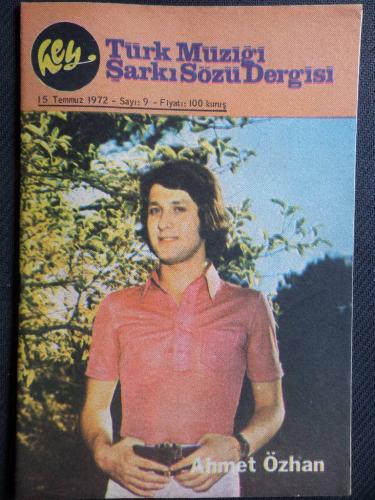 Hey
Türk Müziği
Şarkı Sözü Dergisi
15 Temmuz 1972 - Sayı: 9 - Fiyatı: 100 kuruş
Ahmet Özhan